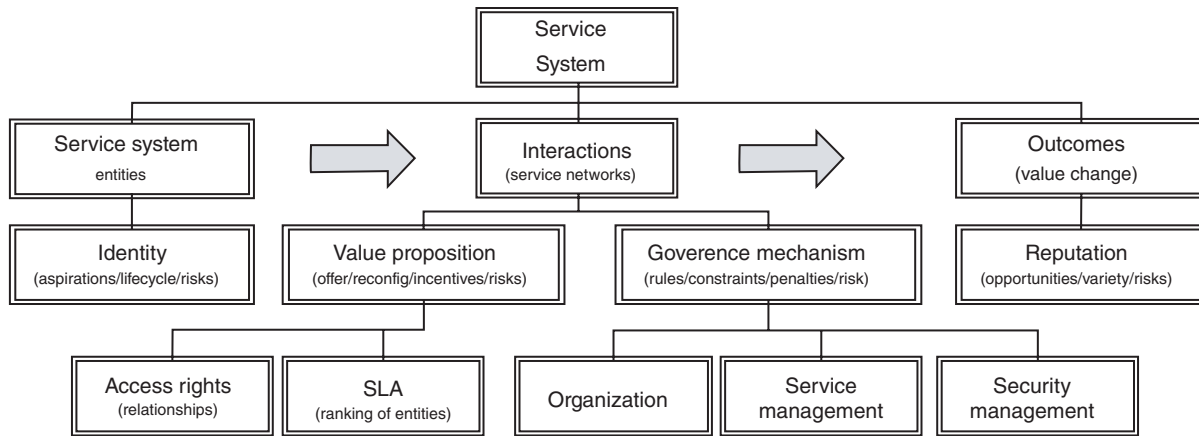 Service
System
Service system
entities
Interactions
(service networks)
Outcomes
(value change)
Identity
(aspirations/lifecycle/risks)
Value proposition
(offer/reconfig/incentives/risks)
Goverence mechanism
(rules/constraints/penalties/risk)
Reputation
(opportunities/variety/risks)
Access rights
(relationships)
SLA
(ranking of entities)
Organization
Service
management
Security
management